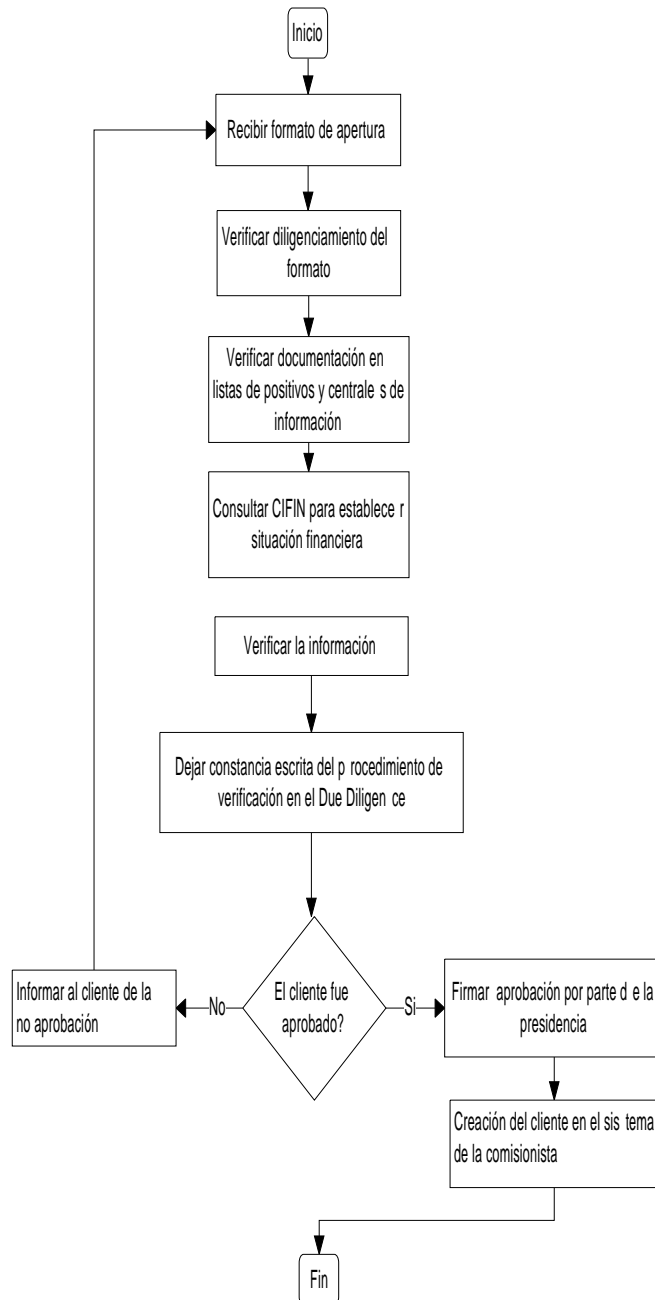 Inicio
Recibir formato de apertura
Verificar diligenciamiento del
formato
Verificar documentación en
listas de positivos y centrale s de
información
Consultar CIFIN para establece r
situación financiera
Verificar la información
Dejar constancia escrita del p rocedimiento de
verificación en el Due Diligen ce
El cliente fue
aprobado?
No
Si
Informar al cliente de la
no aprobación
Firmar aprobación por parte d e la
presidencia
Creación del cliente en el sis tema
de la comisionista
Fin